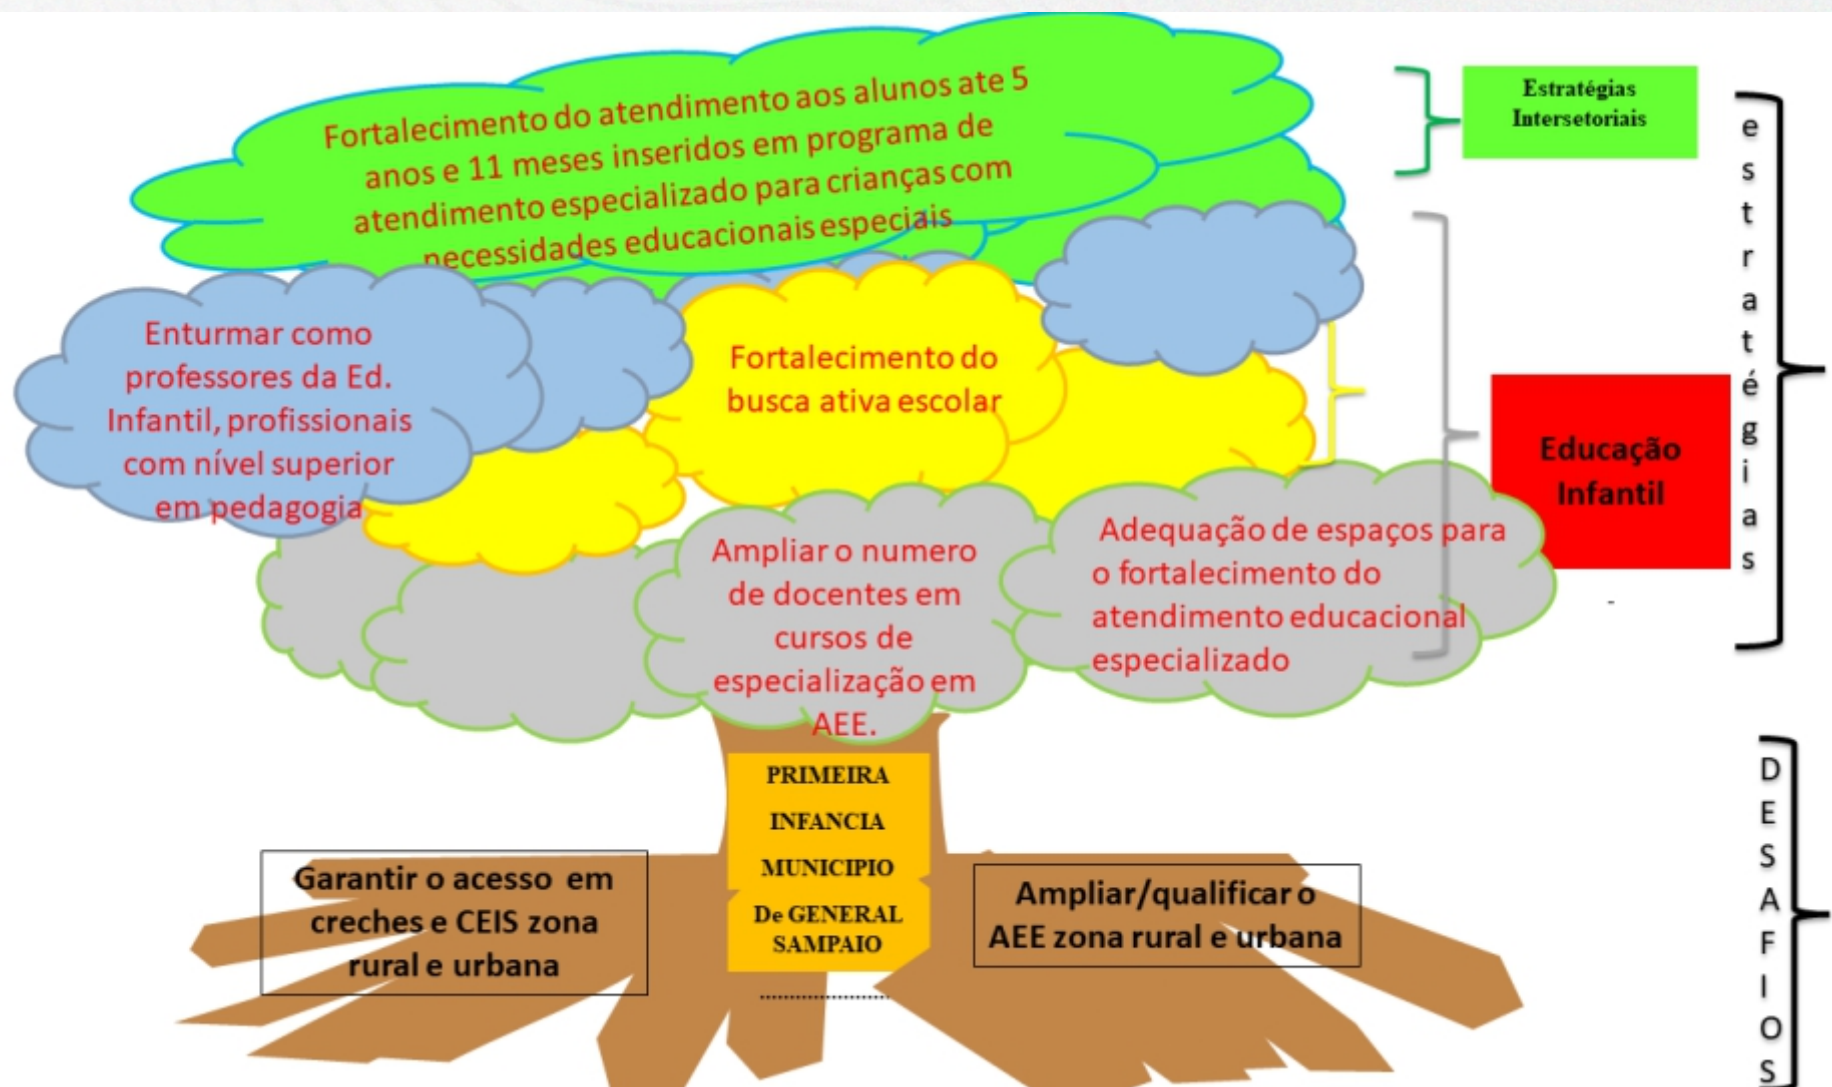 Fortalecimento do atendimento aos alunos ate 5
anos e 11 meses inseridos em programa de
atendimento especializado para crianças com
necessidades educacionais especiais
Estratégias
Intersetoriais
Enturmar como
professores da Ed.
Infantil, profissionais
com nível superior
em pedagogia
Fortalecimento do
busca ativa escolar
Educação
Infantil
estratégias
Ampliar o numero
de docentes em
cursos de
especialização em
AEE.
Adequação de espaços para
o fortalecimento do
atendimento educacional
especializado
PRIMEIRA
INFANCIA
MUNICIPIO
De GENERAL
SAMPAIO
Garantir o acesso em
creches e CEIS zona
rural e urbana
Ampliar/qualificar o
AEE zona rural e urbana
DESAFIOS